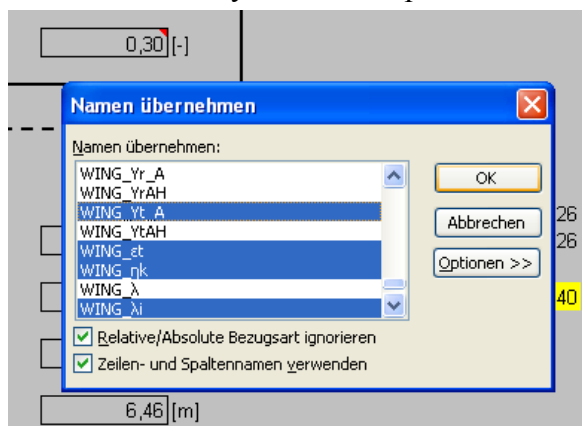 0,30 [-]
Namen übernehmen
Namen übernehmen:
WING_Yr_A
WING_YrAH
WING_Yt_A
WING_YtAH
WING_εt
WING_ηk
WING_λ
WING_λi
OK
Abbrechen
Optionen >>
26
26
40
Relative/Absolute Bezugsart ignorieren
Zeilen- und Spaltennamen verwenden
6,46 [m]